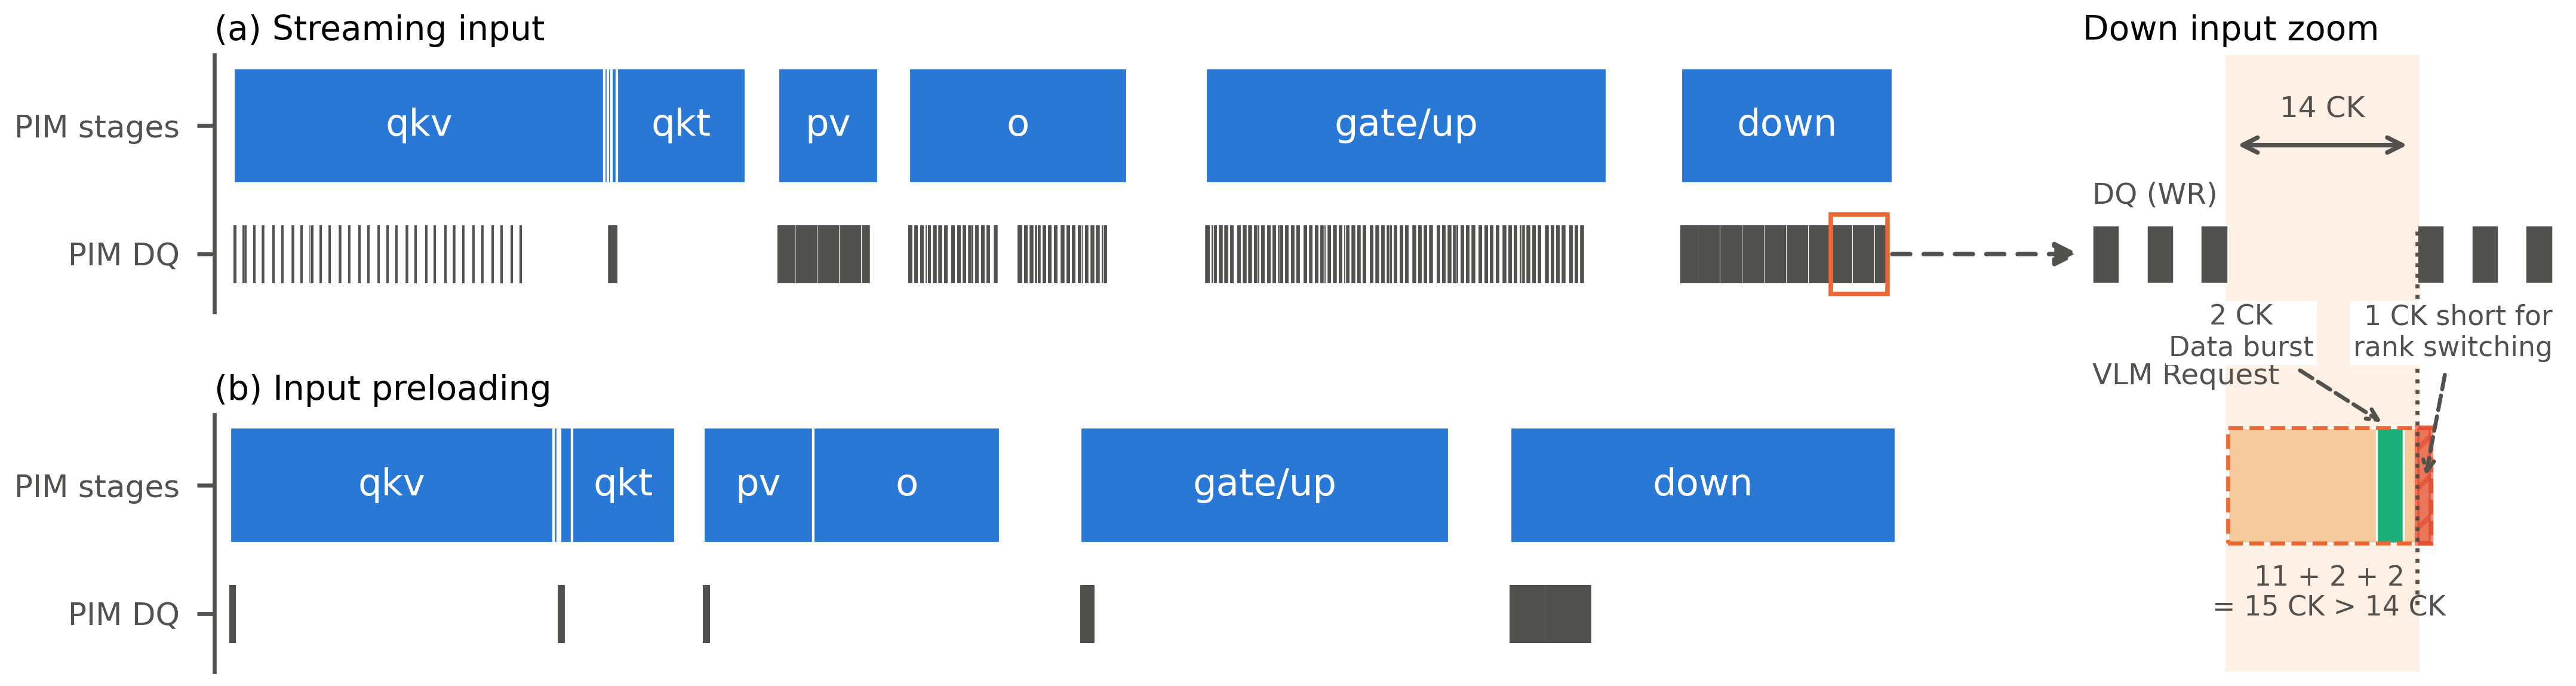 (a) Streaming input
PIM stages
qkv
qkt
pv
o
gate/up
down
PIM DQ
(b) Input preloading
PIM stages
qkv
qkt
pv
o
gate/up
down
PIM DQ
Down input zoom
14 CK
DQ (WR)
2 CK
Data burst
1 CK short for
rank switching
VLM Request
11 + 2 + 2
= 15 CK > 14 CK